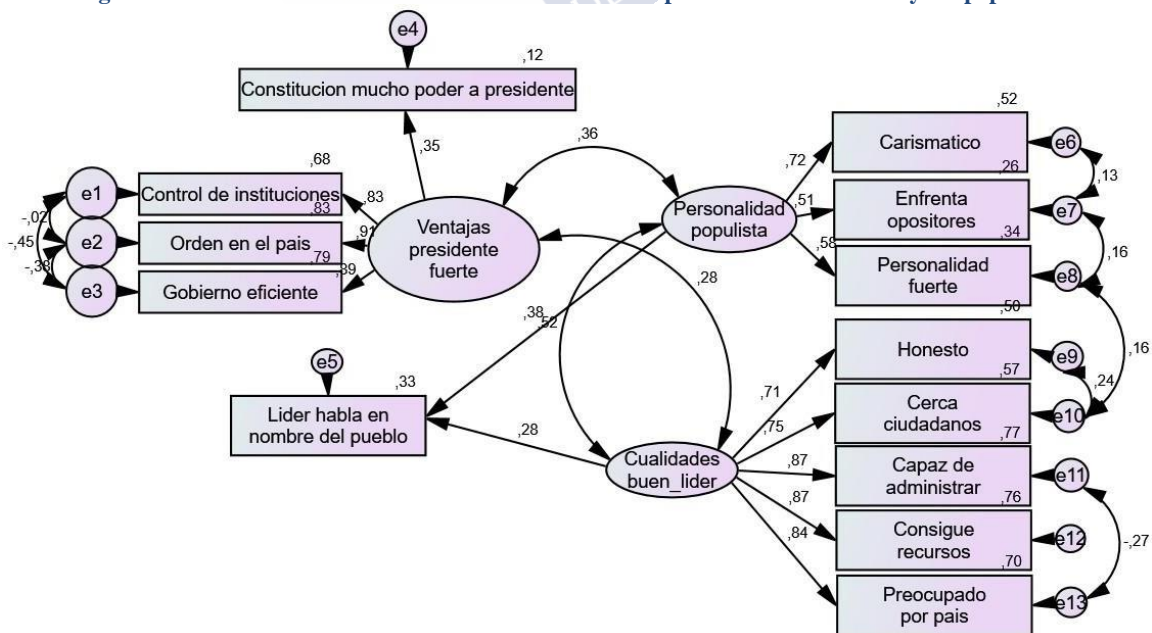 e4
,12
Constitucion mucho poder a presidente
,35
,36
,68
e1
Control de instituciones
,83
,83
-,02
e2
Orden en el pais
,91
-,45
,79
-,38
e3
Gobierno eficiente
,89
Ventajas
presidente
fuerte
Personalidad
populista
,52
,72
Carismatico
e6
,26
,13
,51
Enfrenta
opositores
e7
,34
,16
,58
Personalidad
fuerte
e8
,28
,38
,52
,50
,16
e5
,33
Lider habla en
nombre del pueblo
,28
,71
Honesto
e9
,57
,24
,75
Cerca
ciudadanos
e10
,77
Cualidades
buen_lider
,87
Capaz de
administrar
e11
,76
,87
Consigue
recursos
e12
-,27
,70
,84
Preocupado
por pais
e13